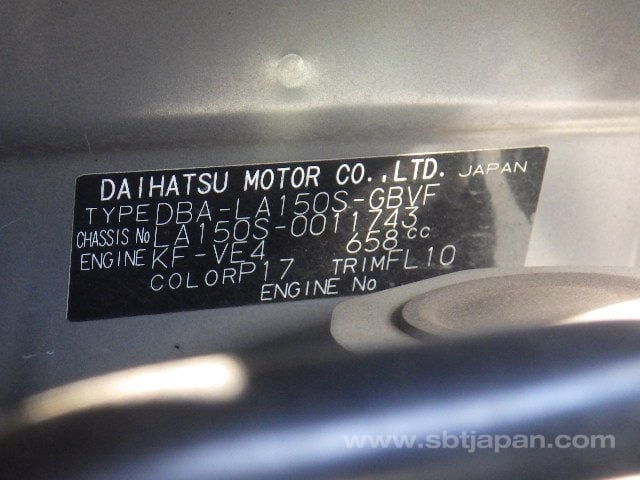 DAIHATSU MOTOR CO.,LTD. JAPAN
TYPE DBA-LA150S-GBVF
CHASSIS No LA150S-0011743
ENGINE KF-VE4 658cc
COLOR P17 TRIM FL10
ENGINE No
www.sbtjapan.com